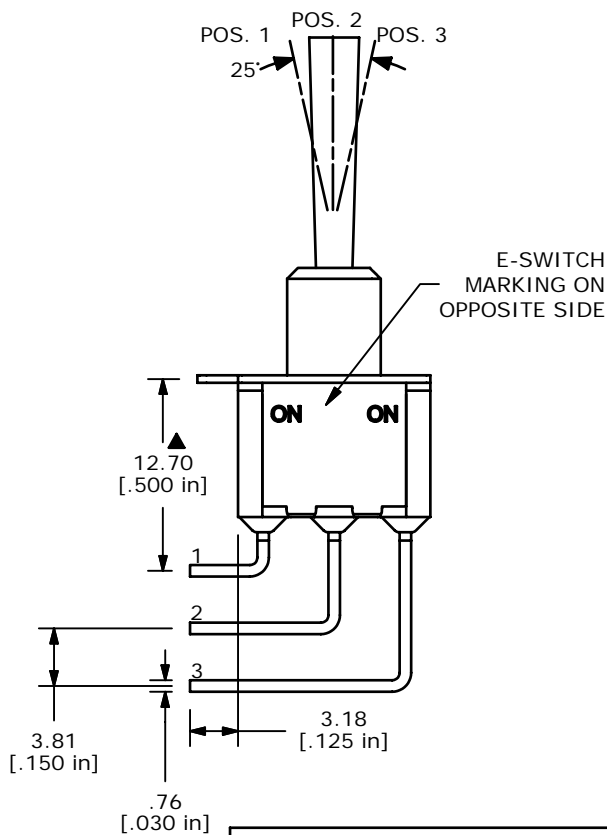 POS. 2
POS. 1
POS. 3
25°
E-SWITCH
MARKING ON
OPPOSITE SIDE
ON ON
12.70
[.500 in]
1
2
3
3.18
[.125 in]
3.81
[.150 in]
.76
[.030 in]